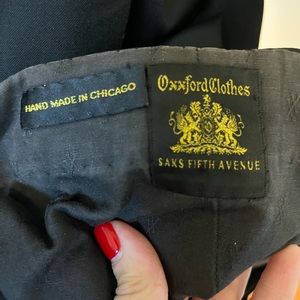 HAND MADE IN CHICAGO
OxxfordClothes
SAKS FIFTH AVENUE